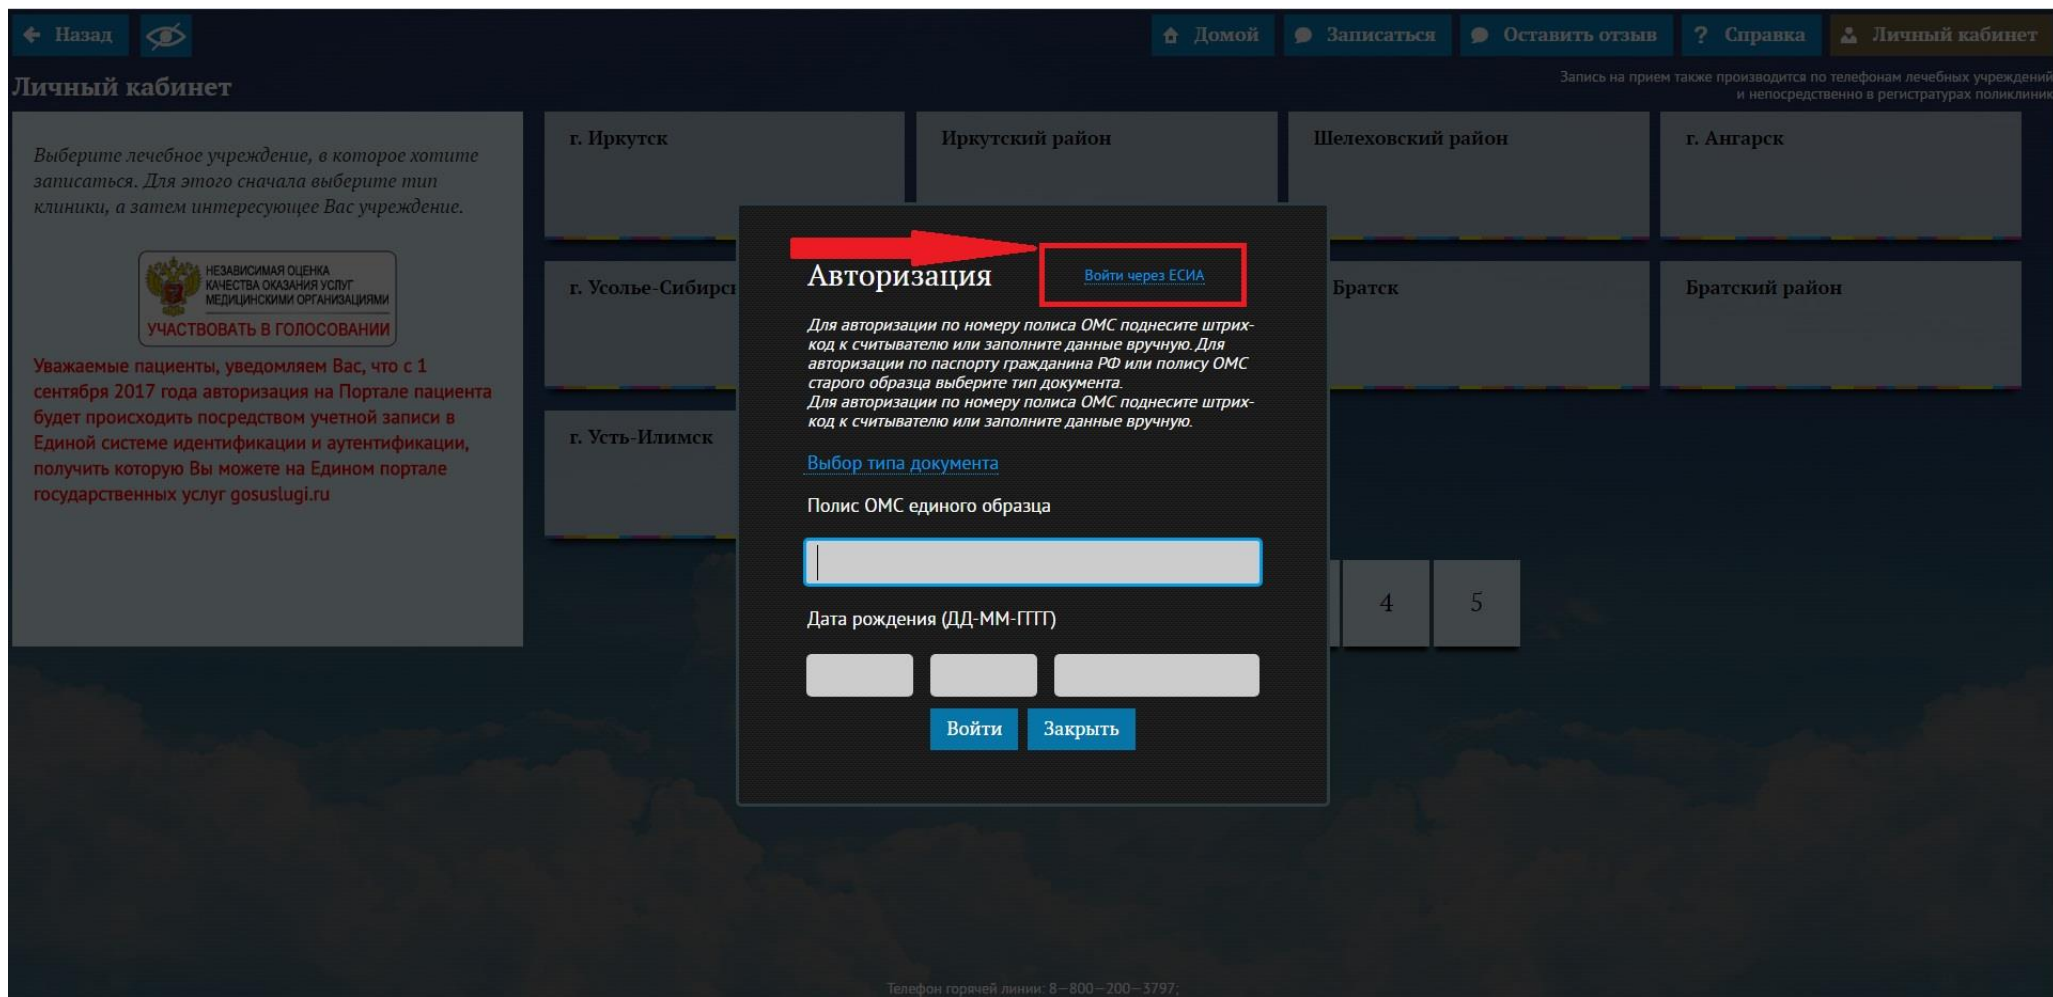 Назад
Домой
Записаться
Оставить отзыв
? Справка
Личный кабинет
Личный кабинет
Запись на прием также производится по телефонам лечебных учреждений
и непосредственно в регистратурах поликлиник
Выберите лечебное учреждение, в которое хотите
записаться. Для этого сначала выберите тип
клиники, а затем интересующее Вас учреждение.
НЕЗАВИСИМАЯ ОЦЕНКА
КАЧЕСТВА ОКАЗАНИЯ УСЛУГ
МЕДИЦИНСКИМИ ОРГАНИЗАЦИЯМИ
УЧАСТВОВАТЬ В ГОЛОСОВАНИИ
Уважаемые пациенты, уведомляем Вас, что с 1
сентября 2017 года авторизация на Портале пациента
будет происходить посредством учетной записи в
Единой системе идентификации и аутентификации,
получить которую Вы можете на Едином портале
государственных услуг gosuslugi.ru
г. Иркутск
Иркутский район
Шелеховский район
г. Ангарск
г. Усолье-Сибирс
Братск
Братский район
г. Усть-Илимск
Авторизация
Войти через ЕСИА
Для авторизации по номеру полиса ОМС поднесите штрих-
код к считывателю или заполните данные вручную. Для
авторизации по паспорту гражданина РФ или полису ОМС
старого образца выберите тип документа.
Для авторизации по номеру полиса ОМС поднесите штрих-
код к считывателю или заполните данные вручную.
Выбор типа документа
Полис ОМС единого образца
Дата рождения (ДД-ММ-ГГГГ)
Войти
Закрыть
4
5
Телефон горячей линии: 8–800–200–3797;